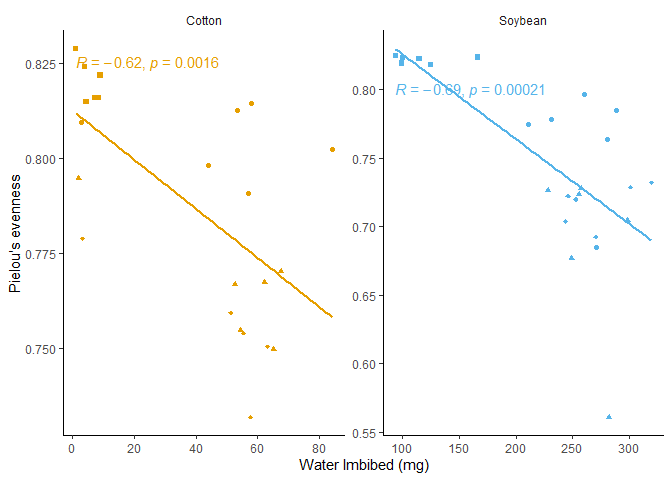 Cotton
Soybean
Pielou's evenness
0.825
0.800
0.775
0.750
R = −0.62, p = 0.0016
0 20 40 60 80
0.80
0.75
0.70
0.65
0.60
0.55
R = −0.69, p = 0.00021
100 150 200 250 300
Water Imbibed (mg)